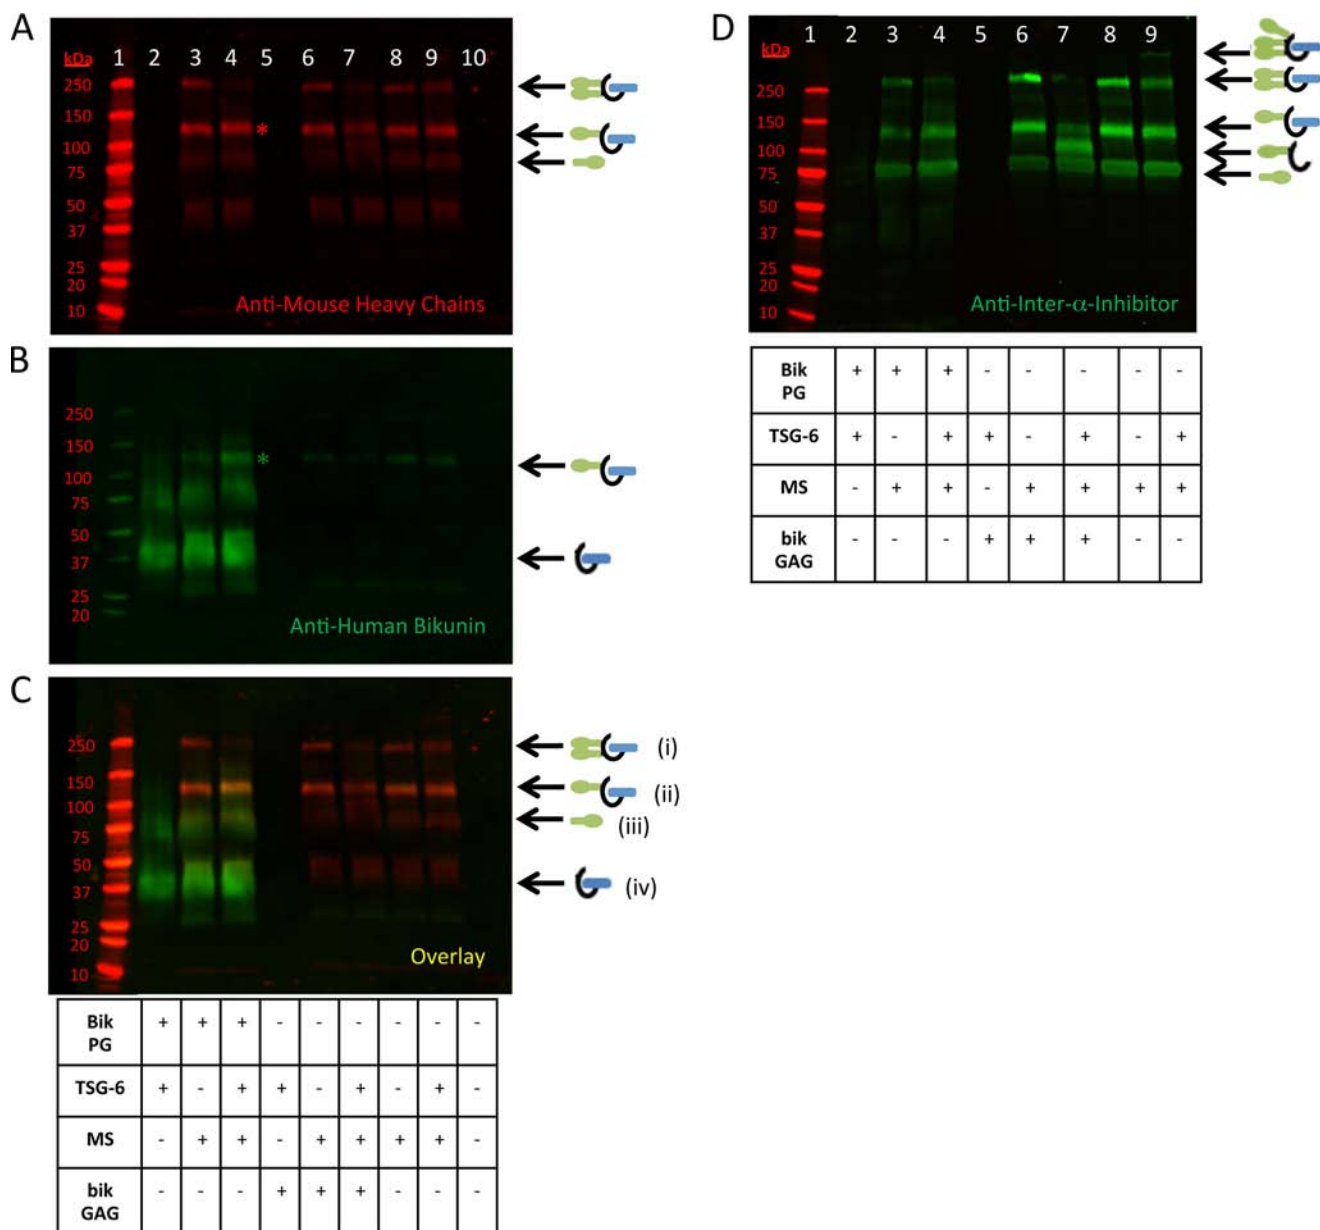 A
kDa
1 2 3 4 5 6 7 8 9 10
250
150
100
75
50
37
25
20
10
*
Anti-Mouse Heavy Chains
B
250
150
100
75
50
37
25
20
*
Anti-Human Bikunin
C
250
150
100
75
50
37
25
20
10
(i)
(ii)
(iii)
(iv)
Overlay
Bik PG + + + - - - - - -
TSG-6 + - + + - + - + -
MS - + + - + + + + -
bik GAG - - - + + + - - -
D
kDa
1 2 3 4 5 6 7 8 9
250
150
100
75
50
37
25
20
10
Anti-Inter-α-Inhibitor
Bik PG + + + - - - - -
TSG-6 + - + + - + - +
MS - + + - + + + +
bik GAG - - - + + + - -